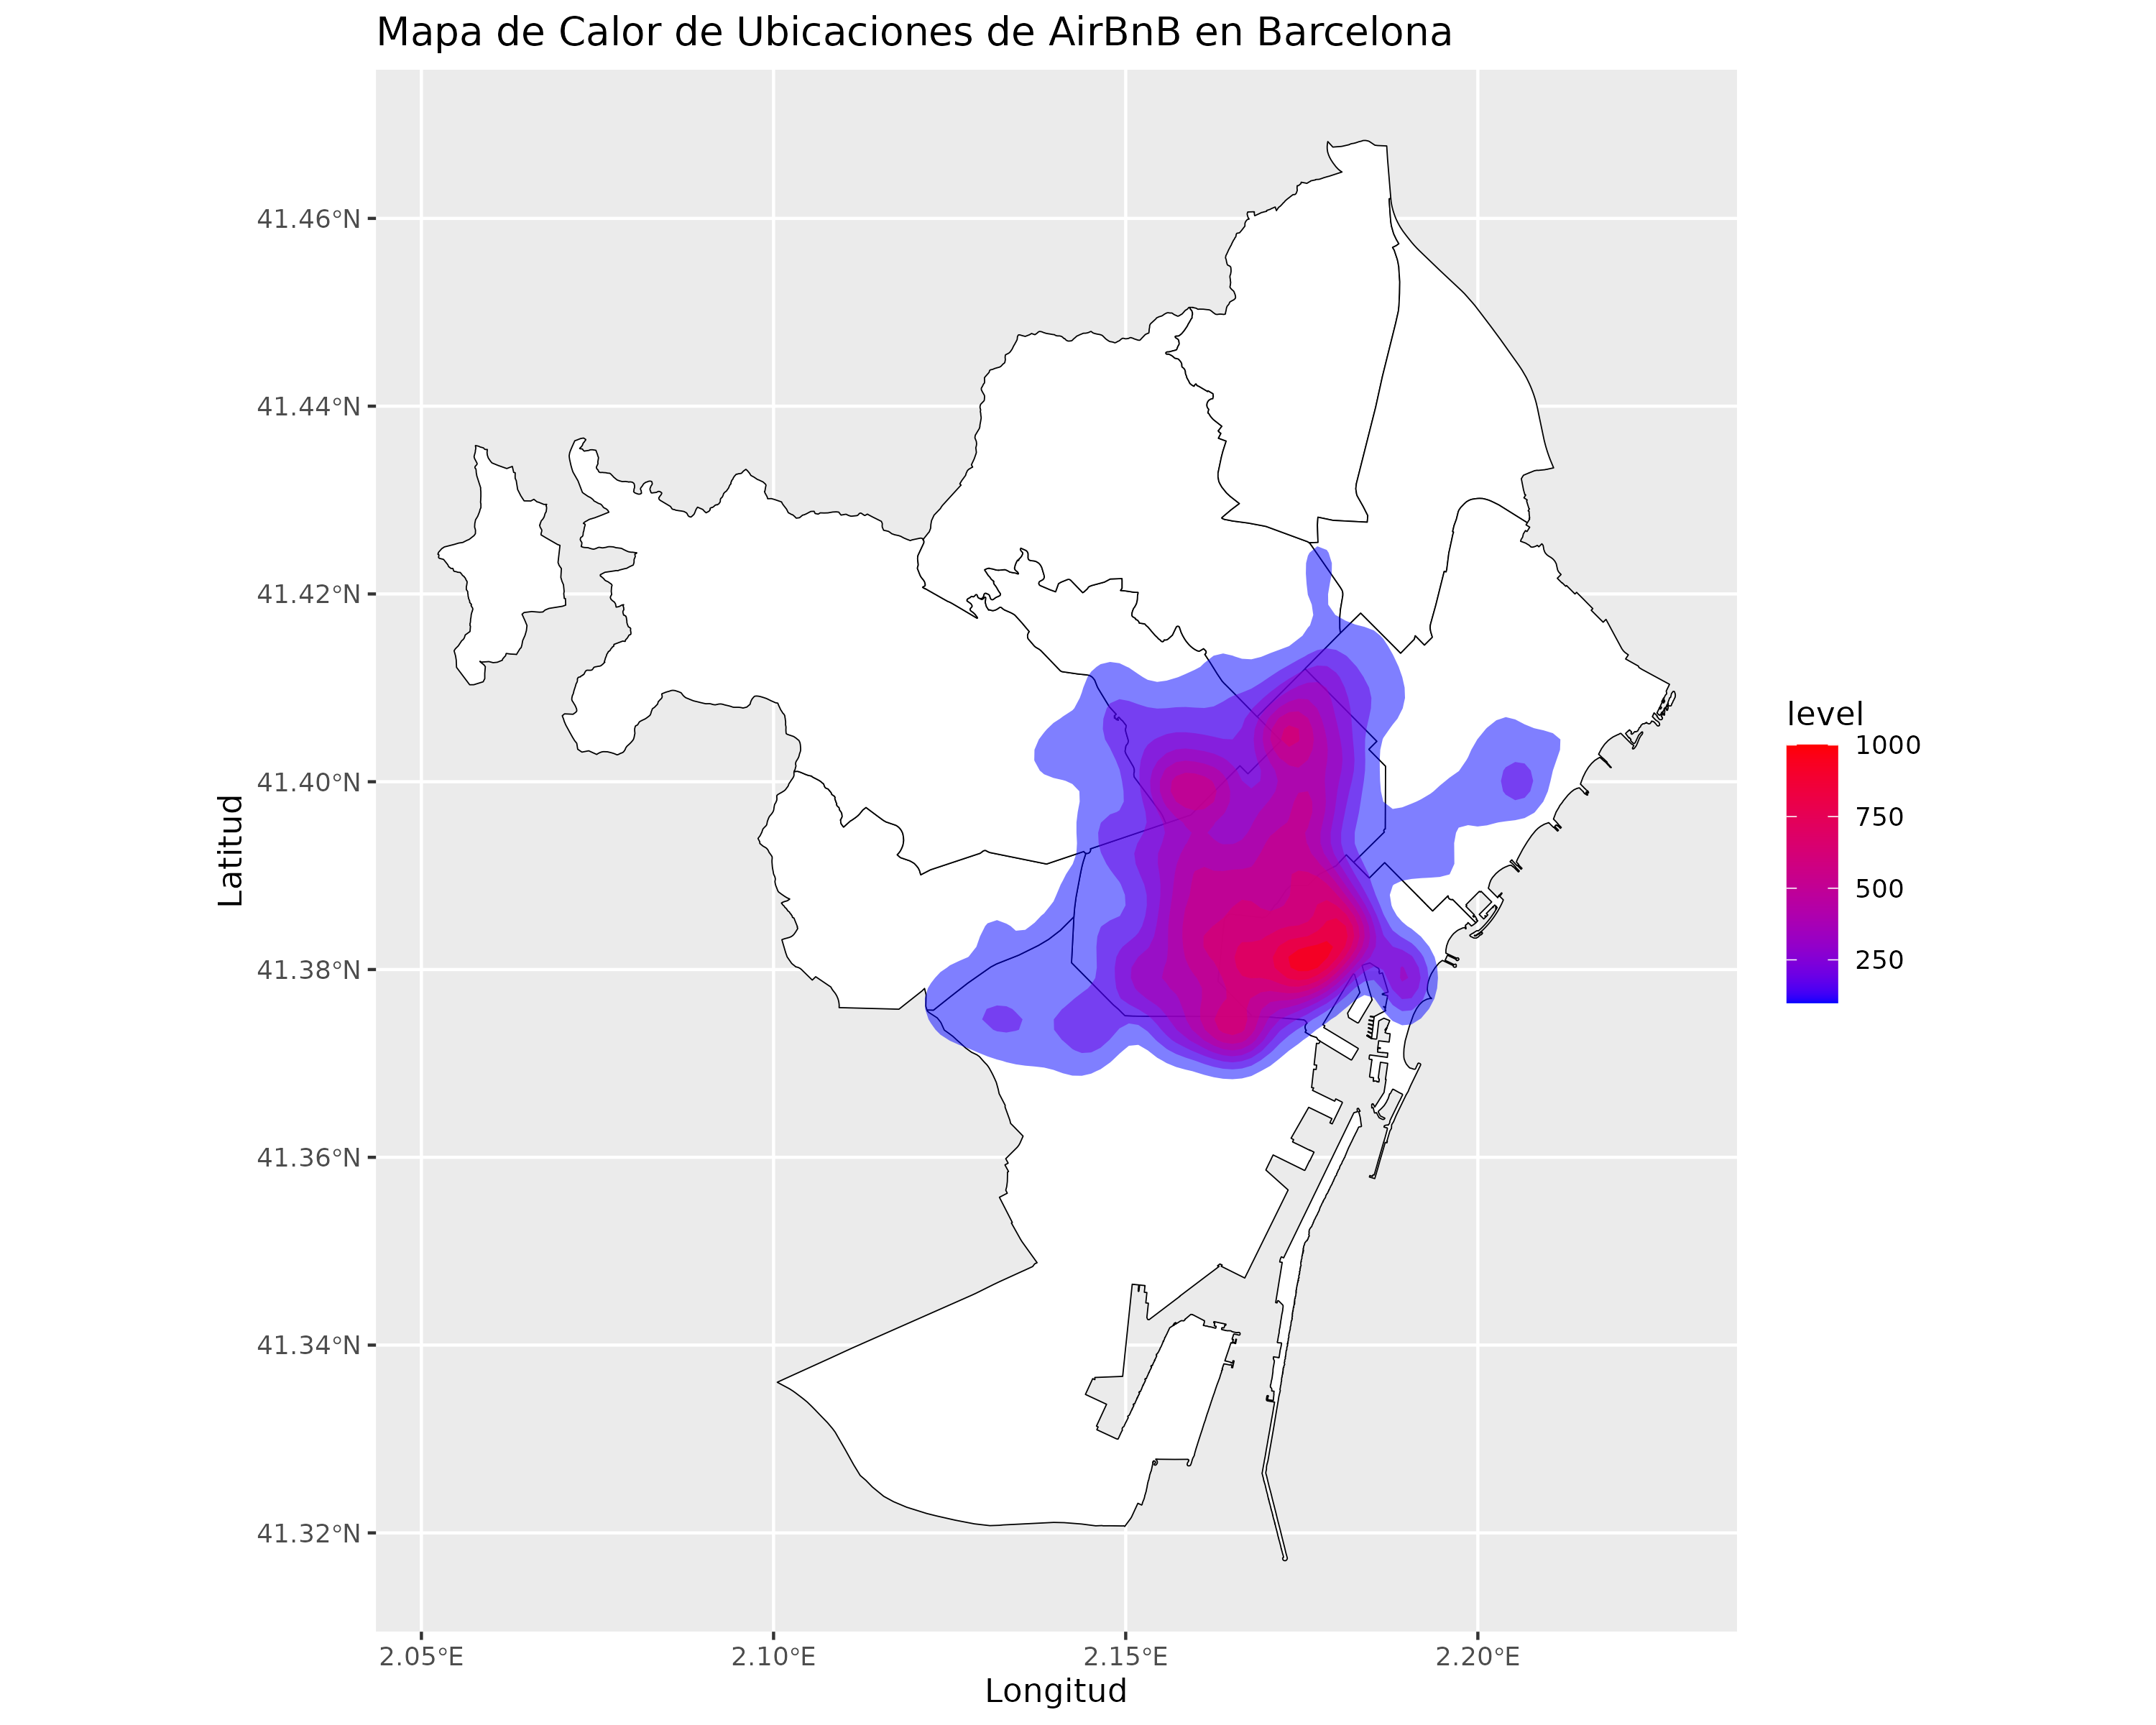 Mapa de Calor de Ubicaciones de AirBnB en Barcelona
41.46°N
41.44°N
41.42°N
41.40°N
41.38°N
41.36°N
41.34°N
41.32°N
Latitud
2.05°E
2.10°E
2.15°E
2.20°E
Longitud
level
1000
750
500
250